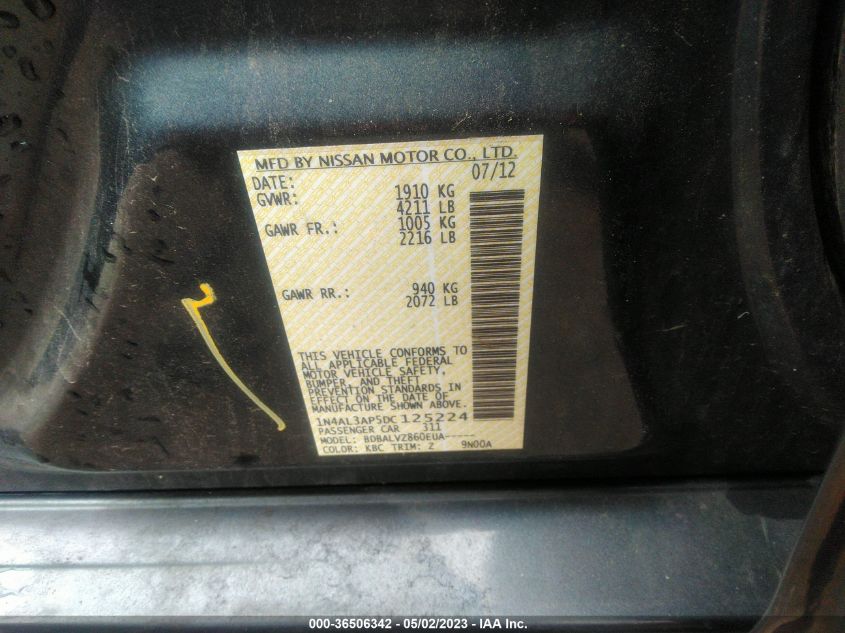 MFD BY NISSAN MOTOR CO., LTD.
DATE: 07/12
GVWR: 1910 KG
4211 LB
GAWR FR.: 1005 KG
2216 LB
GAWR RR.: 940 KG
2072 LB
THIS VEHICLE CONFORMS TO
ALL APPLICABLE FEDERAL
MOTOR VEHICLE SAFETY,
BUMPER, AND THEFT
PREVENTION STANDARDS IN
EFFECT ON THE DATE OF
MANUFACTURE SHOWN ABOVE.
1N4AL3AP5DC125224
PASSENGER CAR 311
MODEL: BDBALVZ860EUA-----
COLOR: KBC TRIM: Z 9N00A
000-36506342 - 05/02/2023 - IAA Inc.